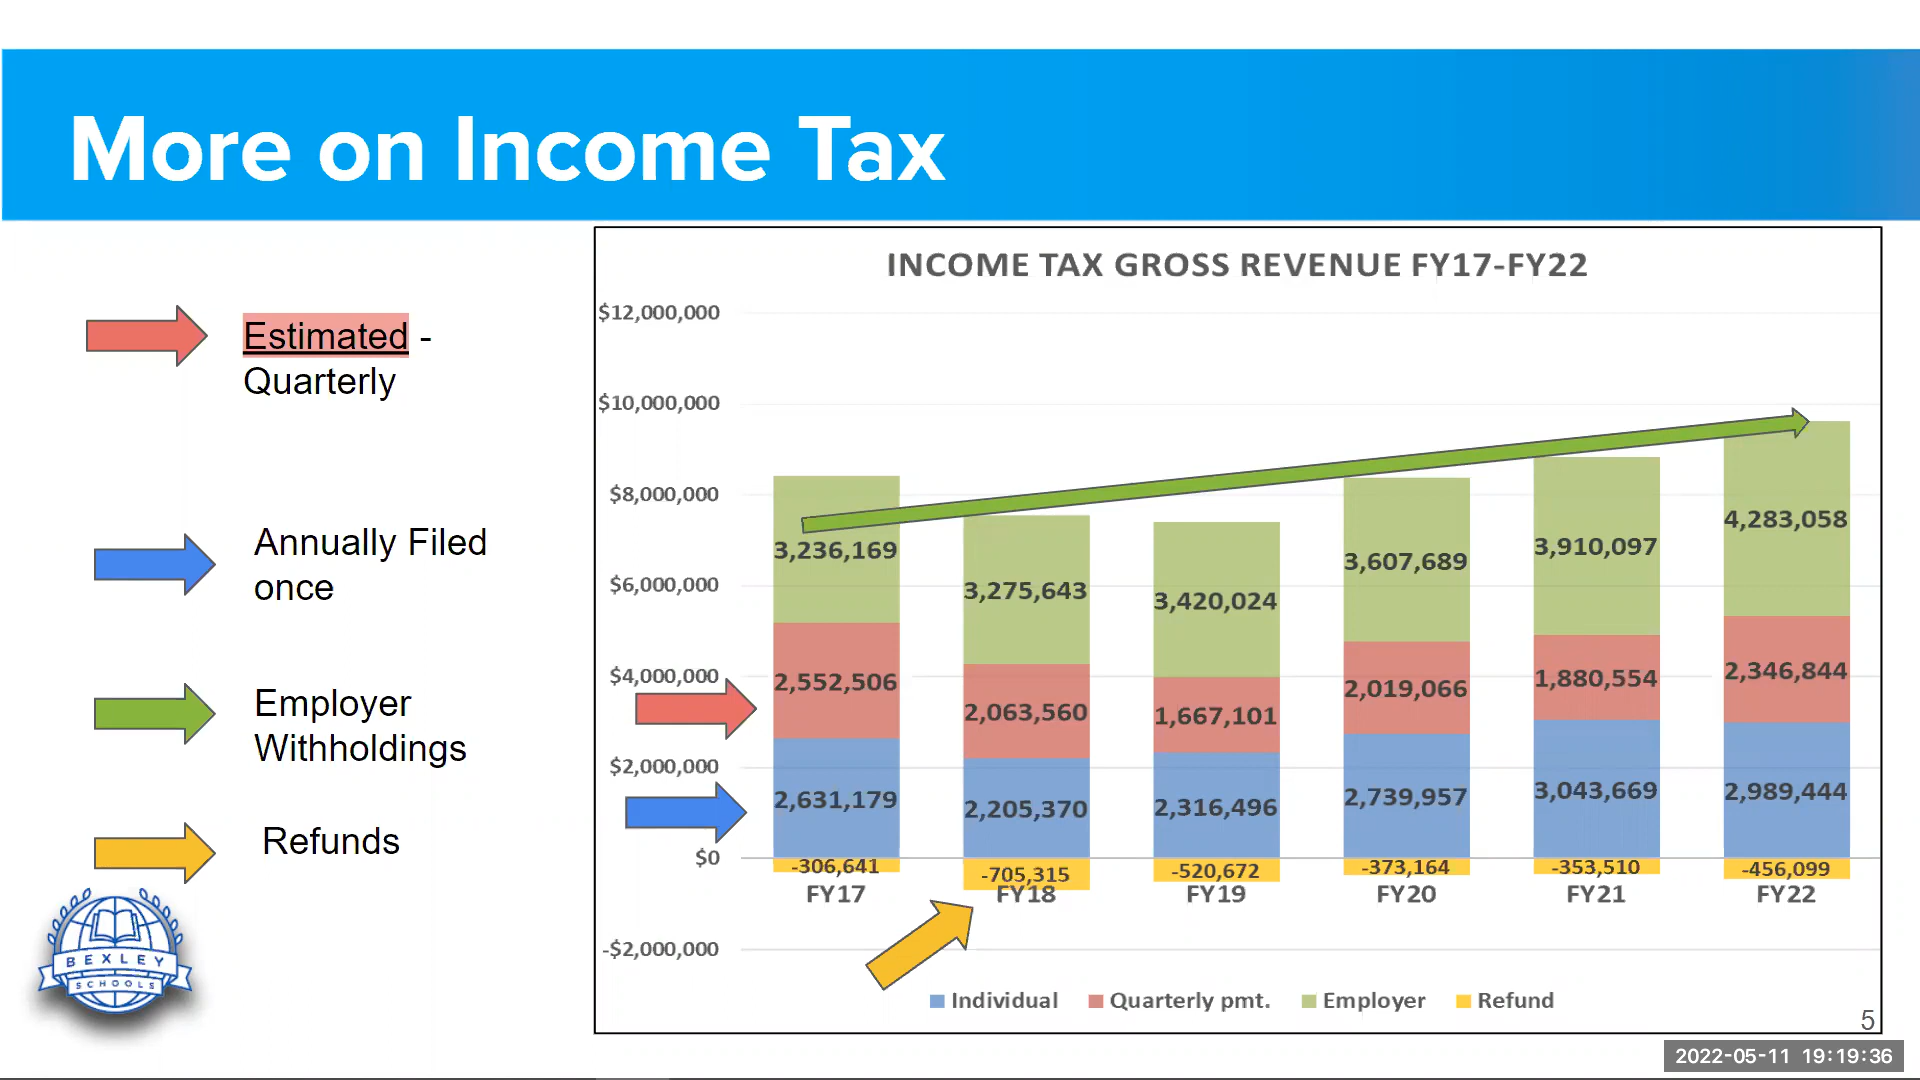 More on Income Tax
Estimated -
Quarterly
Annually Filed
once
Employer
Withholdings
Refunds
BEXLEY
SCHOOLS
INCOME TAX GROSS REVENUE FY17-FY22
$12,000,000
$10,000,000
$8,000,000
$6,000,000
$4,000,000
$2,000,000
$0
-$2,000,000
3,236,169
2,552,506
2,631,179
-306,641
FY17
3,275,643
2,063,560
2,205,370
-705,315
FY18
3,420,024
1,667,101
2,316,496
-520,672
FY19
3,607,689
2,019,066
2,739,957
-373,164
FY20
3,910,097
1,880,554
3,043,669
-353,510
FY21
4,283,058
2,346,844
2,989,444
-456,099
FY22
Individual Quarterly pmt. Employer Refund
5
2022-05-11 19:19:36